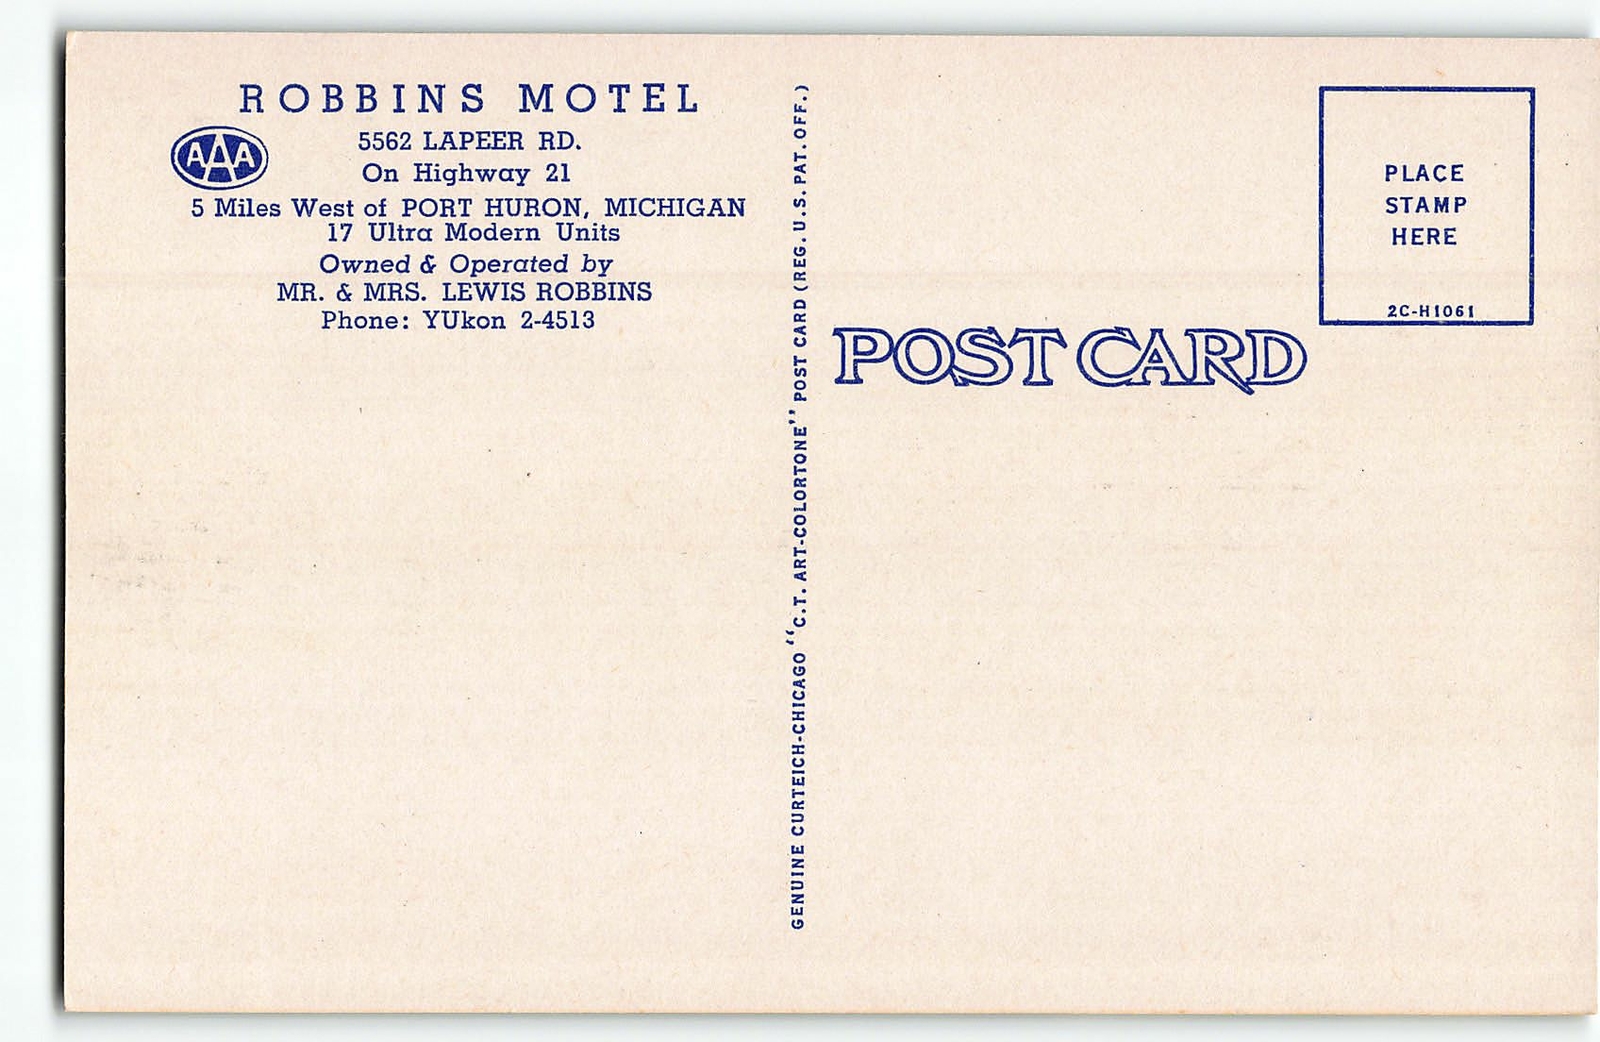 ROBBINS MOTEL
AAA
5562 LAPEER RD.
On Highway 21
5 Miles West of PORT HURON, MICHIGAN
17 Ultra Modern Units
Owned & Operated by
MR. & MRS. LEWIS ROBBINS
Phone: YUkon 2-4513
GENUINE CURTEICH-CHICAGO "C.T. ART-COLORTONE" POST CARD (REG. U.S. PAT. OFF.)
POST CARD
PLACE
STAMP
HERE
2C-H1061